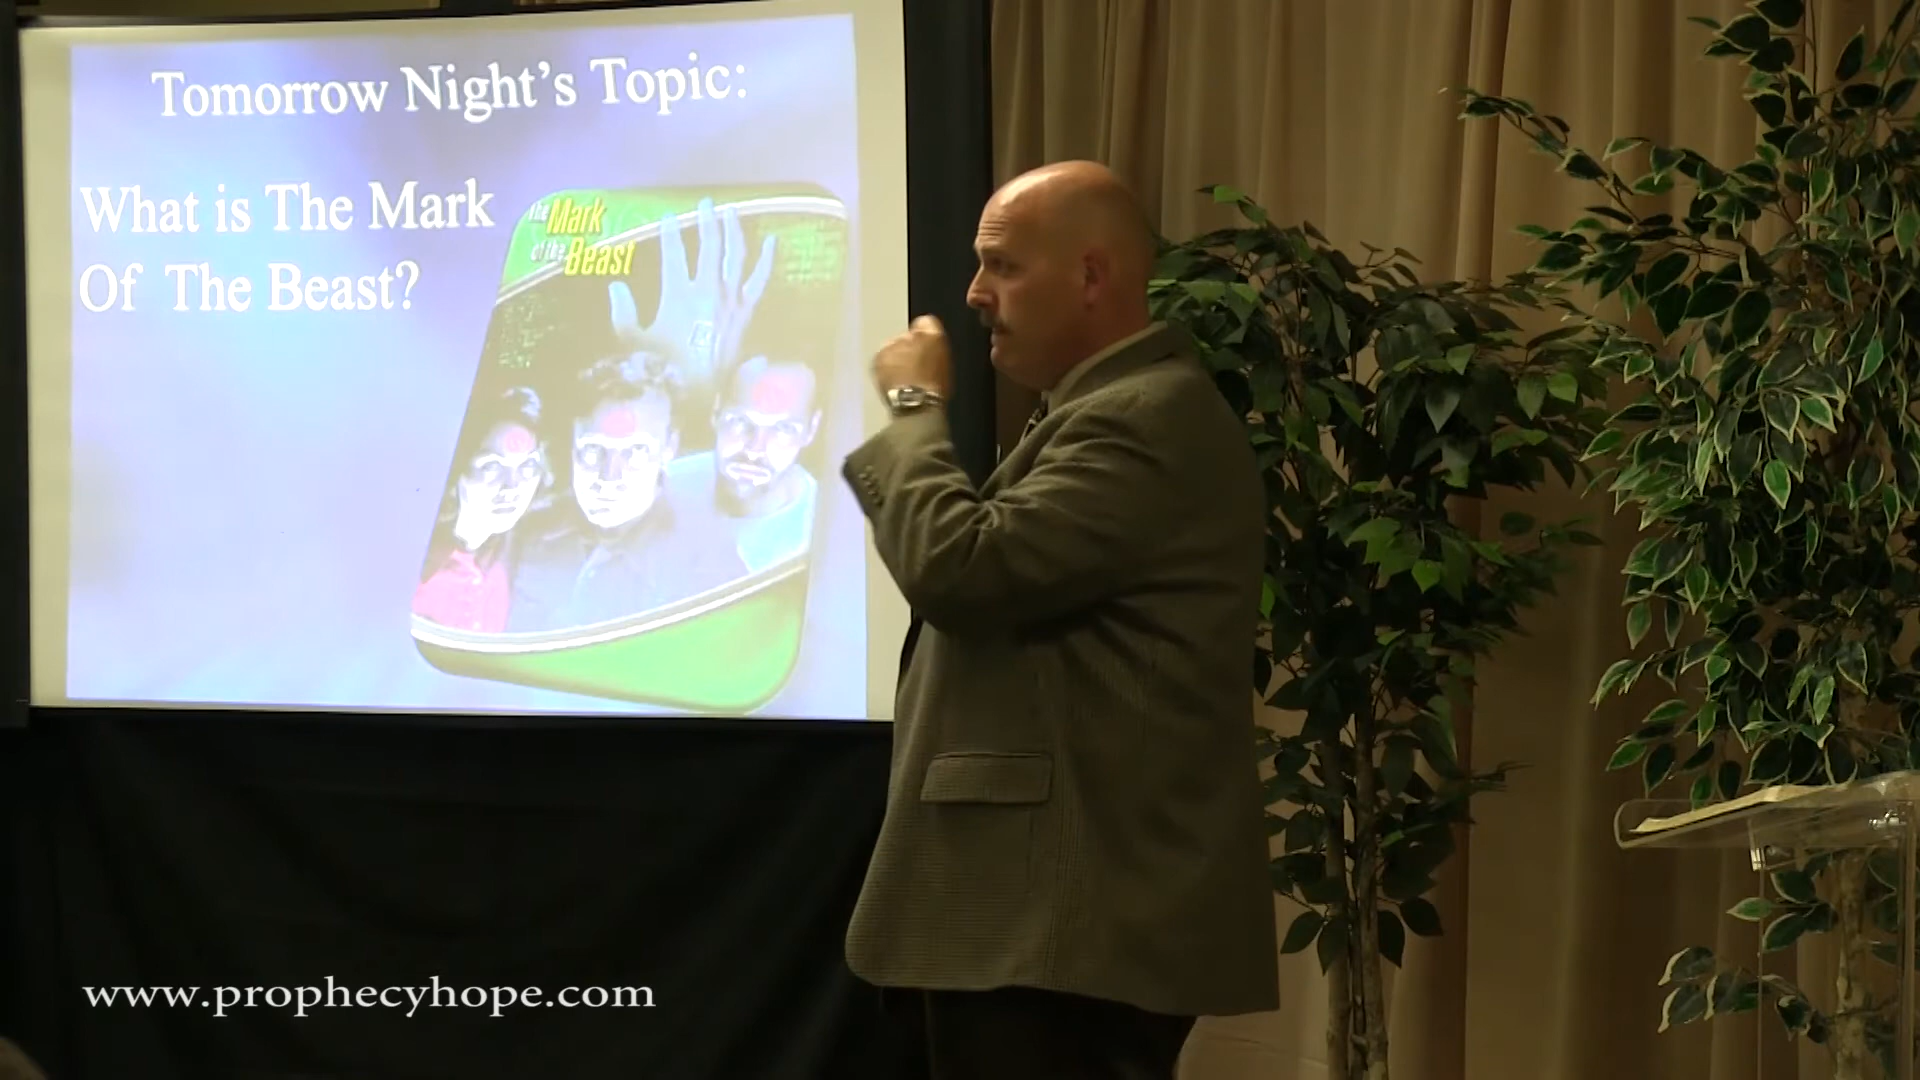 Tomorrow Night's Topic:
What is The Mark
Of The Beast?
The Mark
of the Beast
www.prophecyhope.com